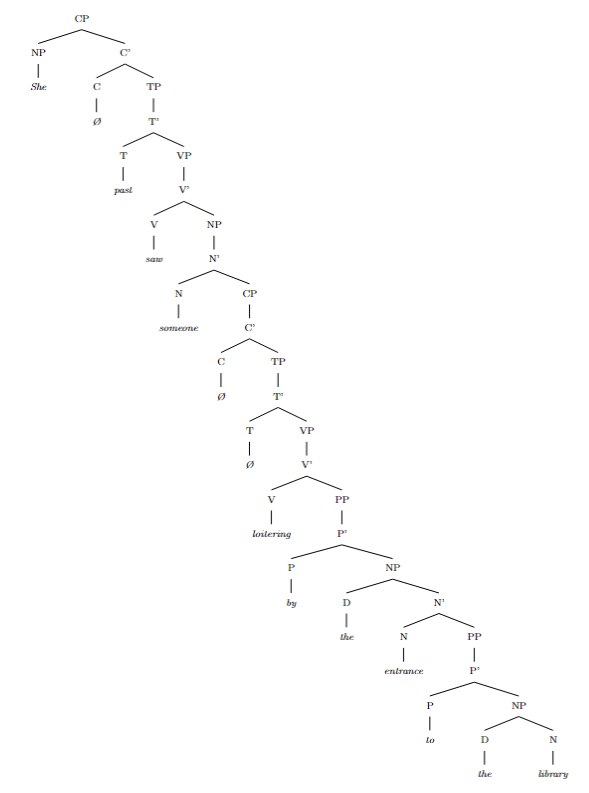 CP
NP C'
She C TP
Ø T'
T VP
past V'
V NP
saw N'
N CP
someone C'
C TP
Ø T'
T VP
Ø V'
V PP
loitering P'
P NP
by D N'
the N PP
entrance P'
P NP
to D N
the library